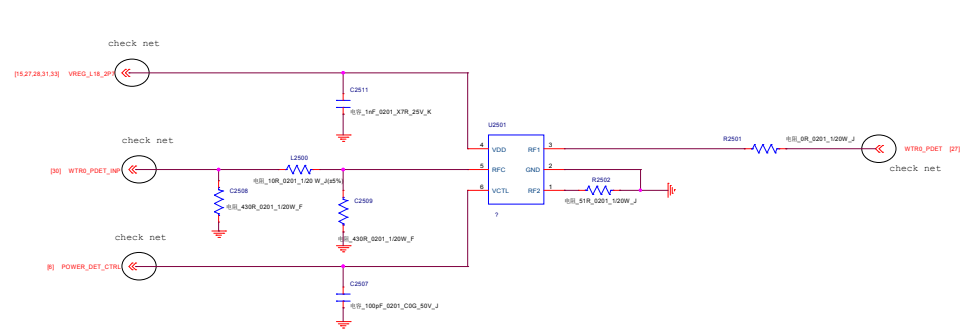 check net
[15,27,28,31,33] VREG_L18_2P7
C2511
电容_1nF_0201_X7R_25V_K
check net
[30] WTR0_PDET_INP
L2500
电阻_10R_0201_1/20 W_J(±5%)
C2508
电阻_430R_0201_1/20W_F
C2509
电阻_430R_0201_1/20W_F
check net
[6] POWER_DET_CTRL
C2507
电容_100pF_0201_C0G_50V_J
U2501
4 VDD RF1 3
5 RFC GND 2
6 VCTL RF2 1
?
R2502
电阻_51R_0201_1/20W_J
R2501
电阻_0R_0201_1/20W_J
WTR0_PDET [27]
check net